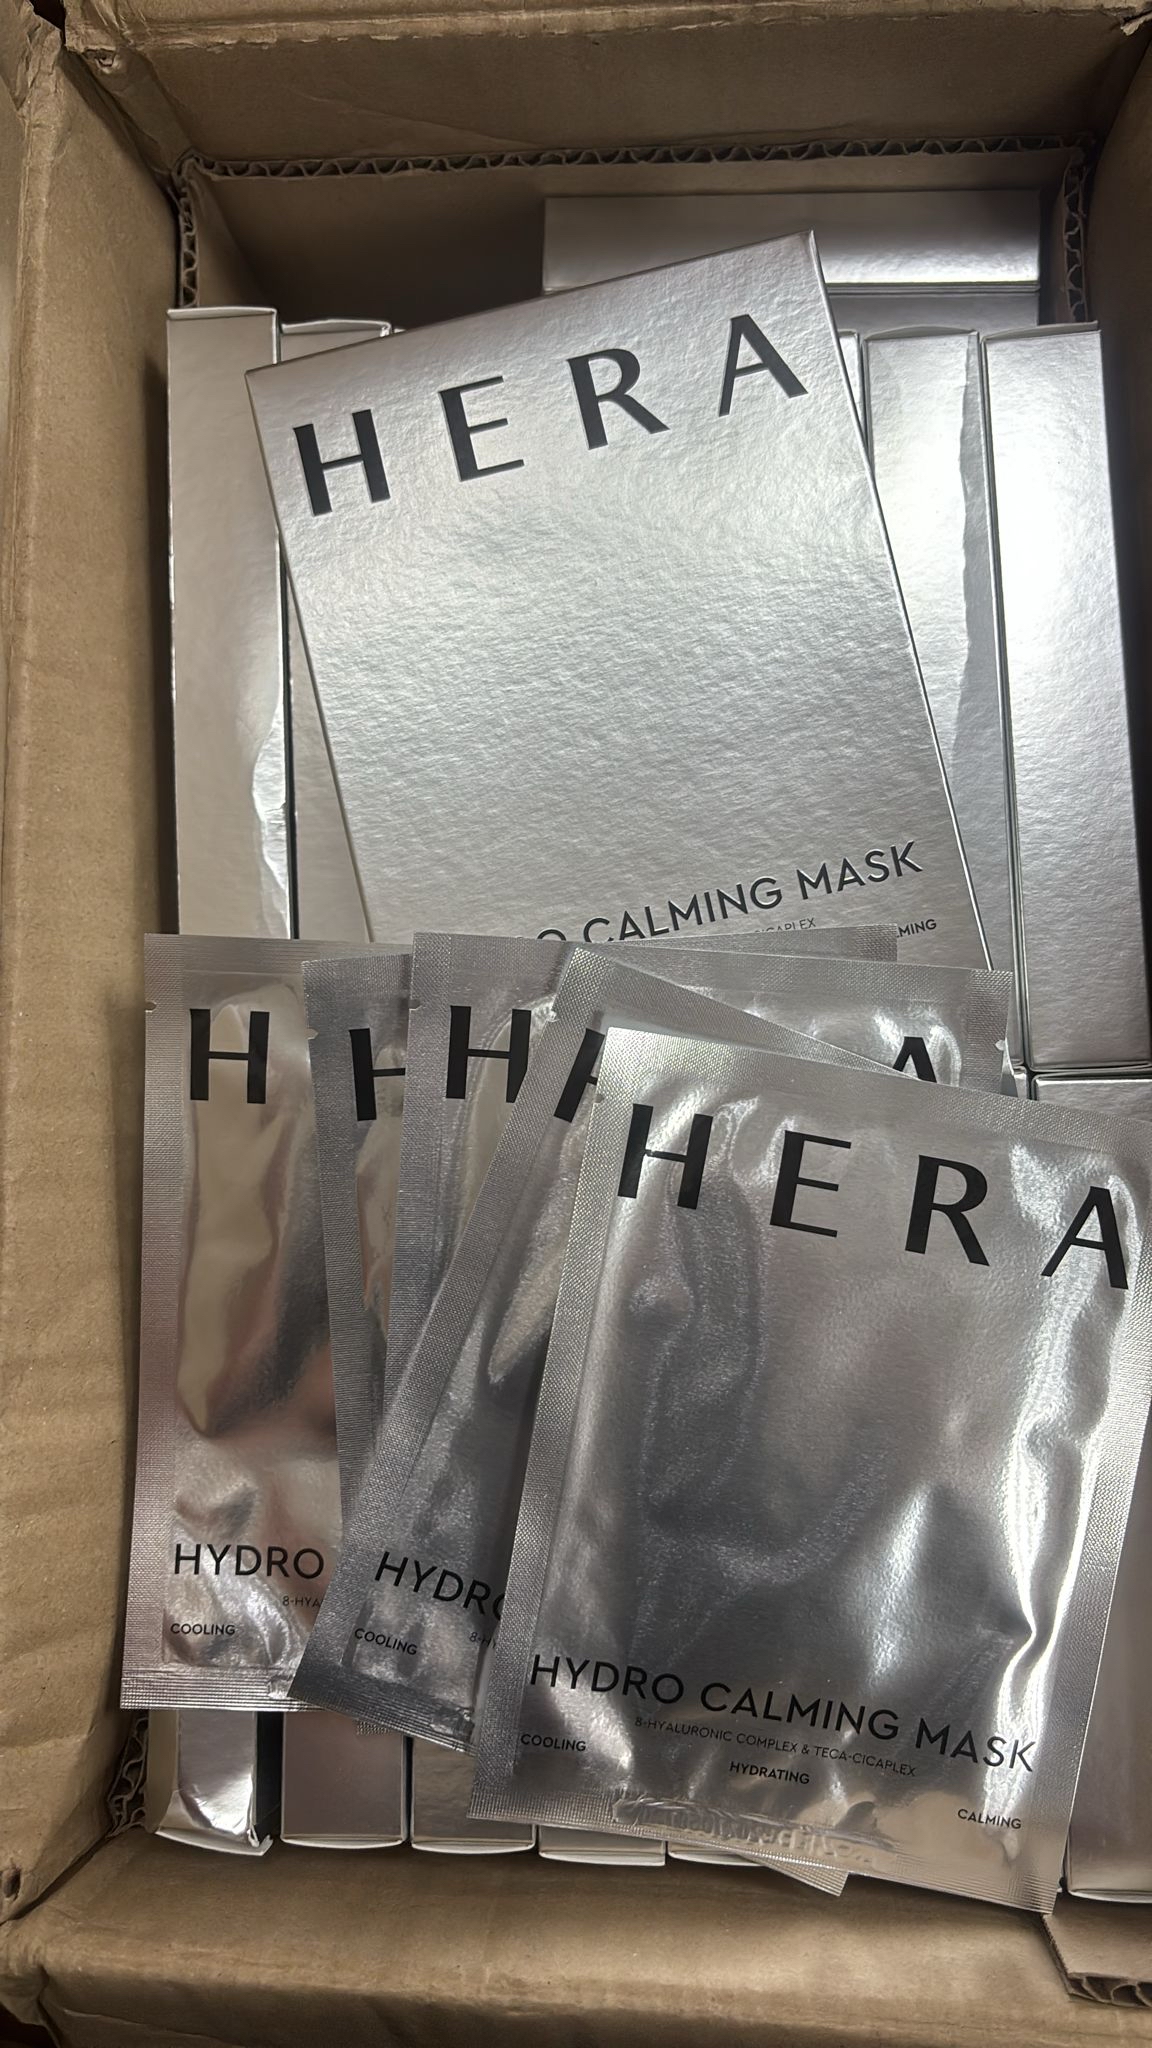 HERA
CALMING MASK
H
H
H
A
HERA
HYDRO
COOLING
HYDRO
COOLING
HYDRO CALMING MASK
8-HYALURONIC COMPLEX & TECA-CICAPLEX
COOLING
HYDRATING
CALMING